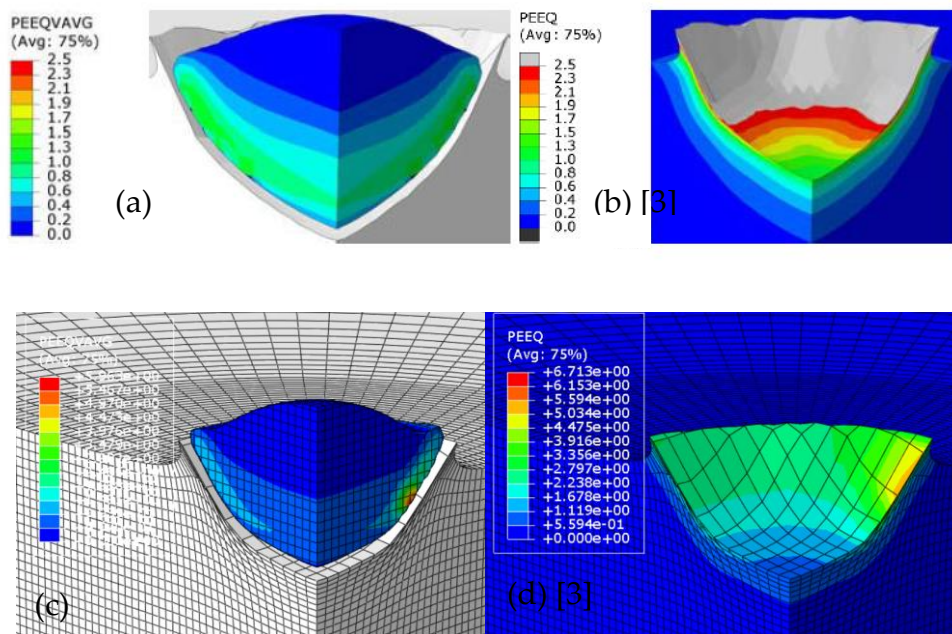 PEEQVAVG
(Avg: 75%)
2.5
2.3
2.1
1.9
1.7
1.5
1.3
1.0
0.8
0.6
0.4
0.2
0.0
(a)
PEEQ
(Avg: 75%)
2.5
2.3
2.1
1.9
1.7
1.5
1.3
1.0
0.8
0.6
0.4
0.2
0.0
(b) [3]
PEEQVAVG
(Avg: 75%)
(c)
PEEQ
(Avg: 75%)
+6.713e+00
+6.153e+00
+5.594e+00
+5.034e+00
+4.475e+00
+3.916e+00
+3.356e+00
+2.797e+00
+2.238e+00
+1.678e+00
+1.119e+00
+5.594e-01
+0.000e+00
(d) [3]